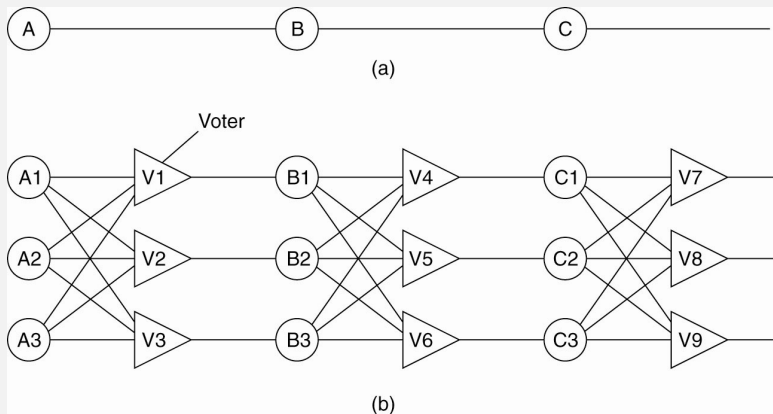 A B C
(a)
Voter
A1 V1 B1 V4 C1 V7
A2 V2 B2 V5 C2 V8
A3 V3 B3 V6 C3 V9
(b)